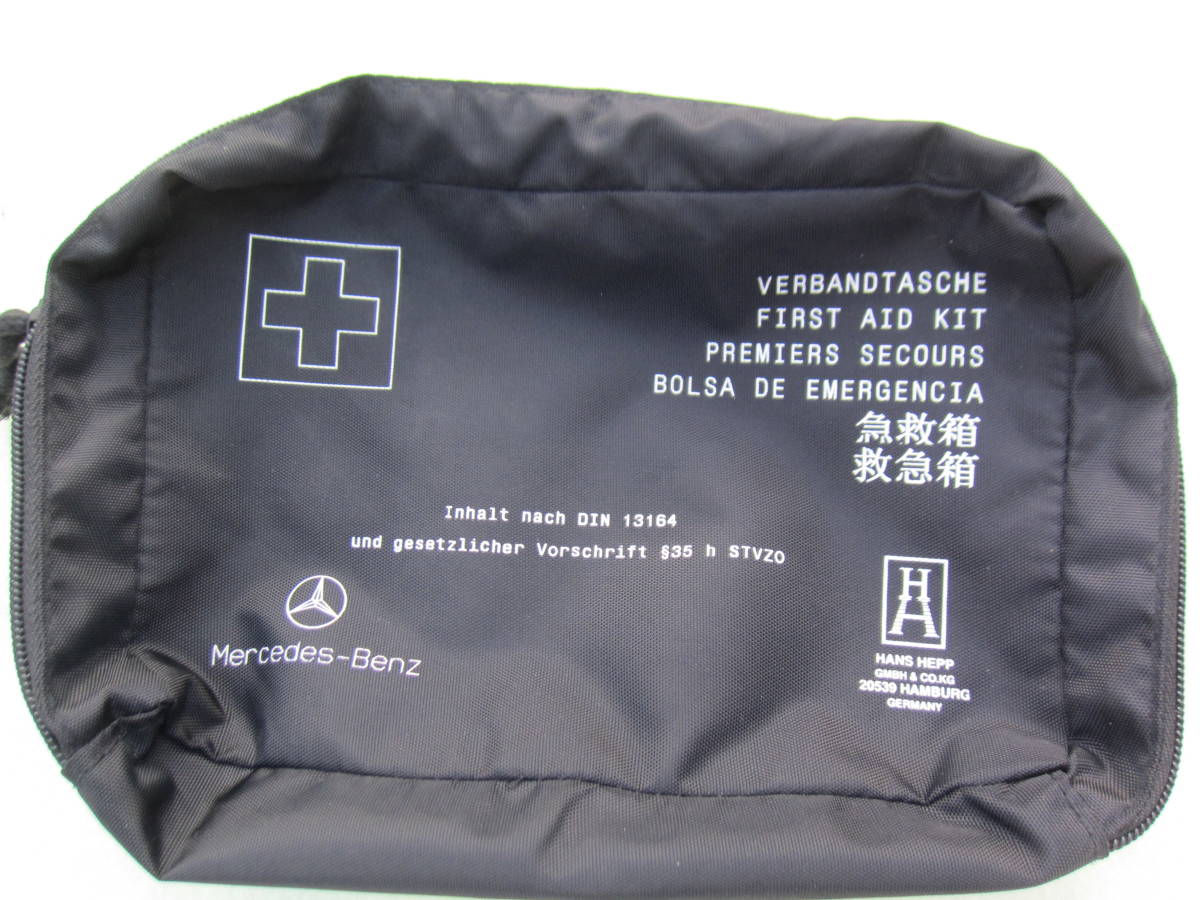 VERBANDTASCHE
FIRST AID KIT
PREMIERS SECOURS
BOLSA DE EMERGENCIA
急救箱
救急箱
Inhalt nach DIN 13164
und gesetzlicher Vorschrift §35 h STVZO
Mercedes-Benz
HA
HANS HEPP
GMBH & CO.KG
20539 HAMBURG
GERMANY